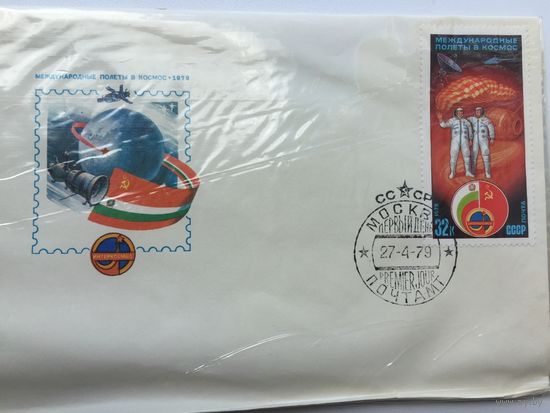 МЕЖДУНАРОДНЫЕ ПОЛЕТЫ В КОСМОС • 1979
ИНТЕРКОСМОС
МЕЖДУНАРОДНЫЕ
ПОЛЕТЫ В КОСМОС
1979
32К
СССР
ПОЧТА
СССР
МОСКВА
ПЕРВЫЙ ДЕНЬ
27-4-79
PREMIER JOUR
ПОЧТАМТ